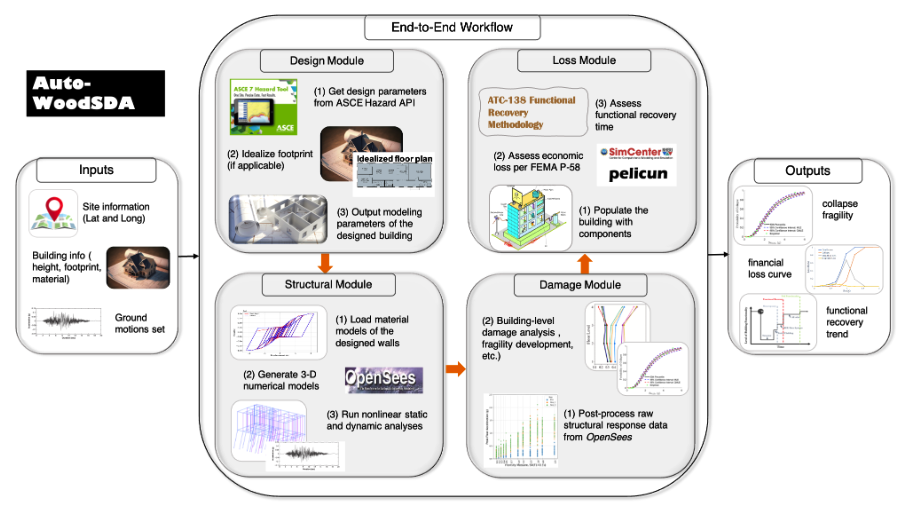 End-to-End Workflow
Auto-
WoodSDA
Inputs
Site information
(Lat and Long)
Building info (
height, footprint,
material)
Ground
motions set
Design Module
ASCE 7 Hazard Tool
ASCE
(1) Get design parameters
from ASCE Hazard API
(2) Idealize footprint
(if applicable)
Idealized floor plan
(3) Output modeling
parameters of the
designed building
Structural Module
(1) Load material
models of the
designed walls
(2) Generate 3-D
numerical models
OpenSees
(3) Run nonlinear static
and dynamic analyses
Damage Module
(2) Building-level
damage analysis ,
fragility development,
etc.)
(1) Post-process raw
structural response data
from OpenSees
Loss Module
ATC-138 Functional
Recovery
Methodology
(3) Assess
functional recovery
time
(2) Assess economic
loss per FEMA P-58
SimCenter
pelicun
(1) Populate the
building with
components
Outputs
collapse
fragility
financial
loss curve
functional
recovery
trend